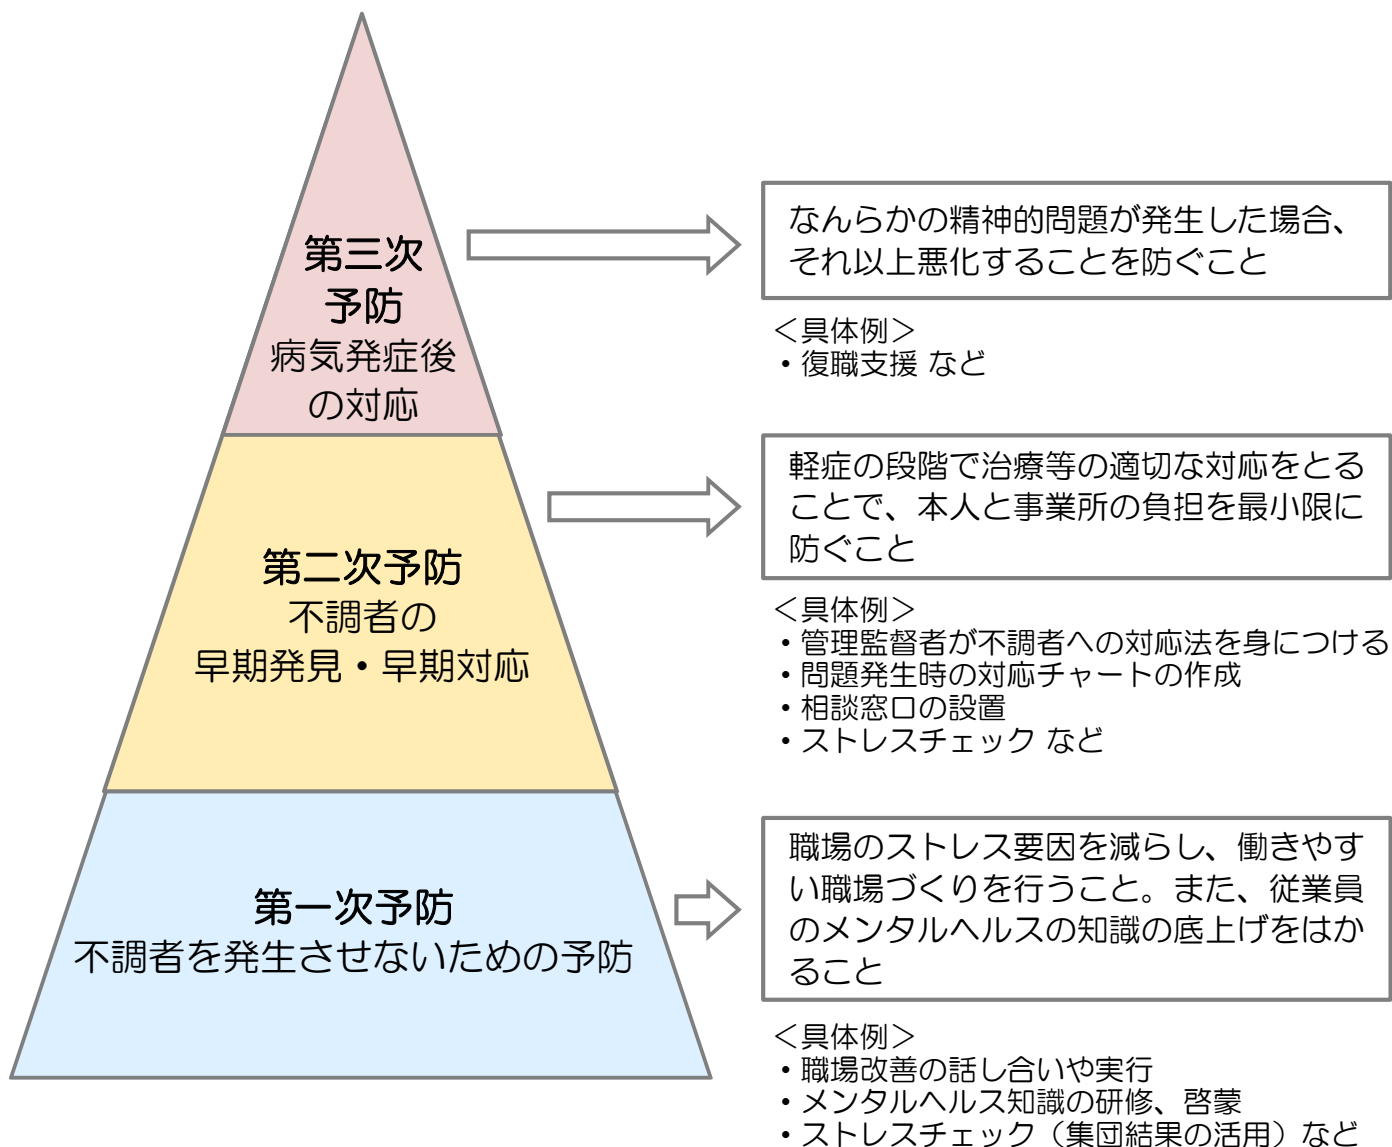 第三次
予防
病気発症後
の対応
なんらかの精神的問題が発生した場合、
それ以上悪化することを防ぐこと
＜具体例＞
・復職支援 など
第二次予防
不調者の
早期発見・早期対応
軽症の段階で治療等の適切な対応をとる
ことで、本人と事業所の負担を最小限に
防ぐこと
＜具体例＞
・管理監督者が不調者への対応法を身につける
・問題発生時の対応チャートの作成
・相談窓口の設置
・ストレスチェック など
第一次予防
不調者を発生させないための予防
職場のストレス要因を減らし、働きやす
い職場づくりを行うこと。また、従業員
のメンタルヘルスの知識の底上げをはか
ること
＜具体例＞
・職場改善の話し合いや実行
・メンタルヘルス知識の研修、啓蒙
・ストレスチェック（集団結果の活用）など